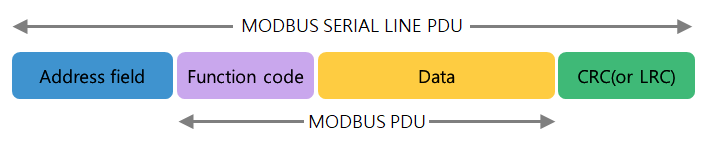 MODBUS SERIAL LINE PDU
Address field
Function code
Data
CRC(or LRC)
MODBUS PDU